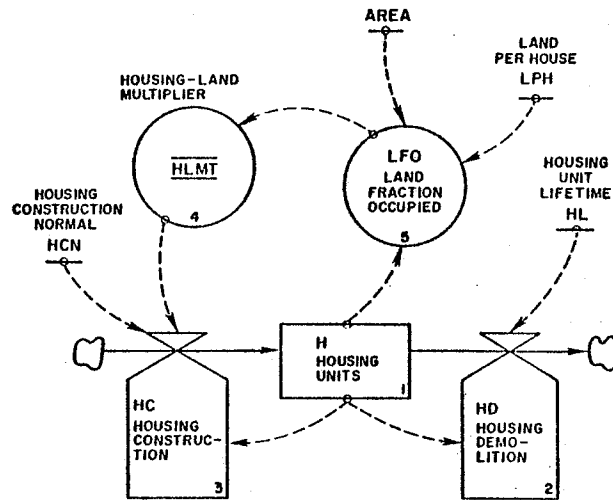 AREA
LAND
PER HOUSE
LPH
HOUSING-LAND
MULTIPLIER
HLMT
4
LFO
LAND
FRACTION
OCCUPIED
5
HOUSING
UNIT
LIFETIME
HL
HOUSING
CONSTRUCTION
NORMAL
HCN
H
HOUSING
UNITS
1
HC
HOUSING
CONSTRUC-
TION
3
HD
HOUSING
DEMO-
LITION
2